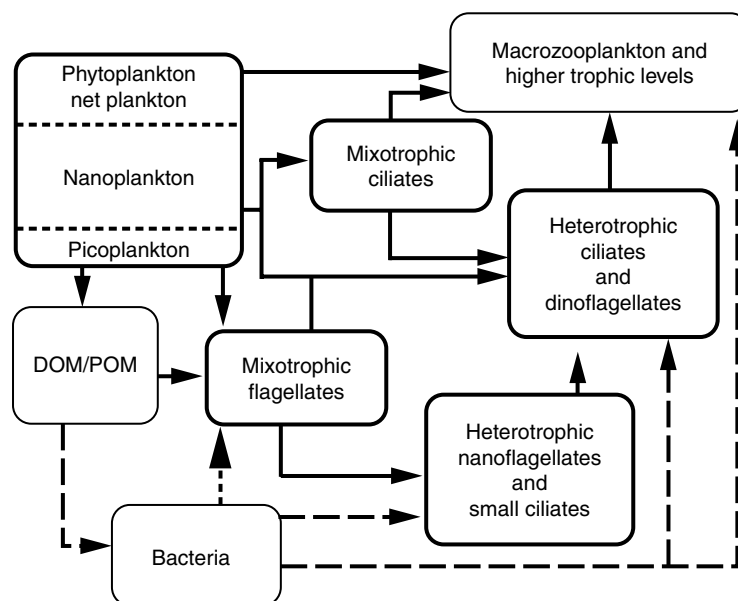 Macrozooplankton and
higher trophic levels
Phytoplankton
net plankton
Nanoplankton
Picoplankton
Mixotrophic
ciliates
Heterotrophic
ciliates
and
dinoflagellates
DOM/POM
Mixotrophic
flagellates
Heterotrophic
nanoflagellates
and
small ciliates
Bacteria